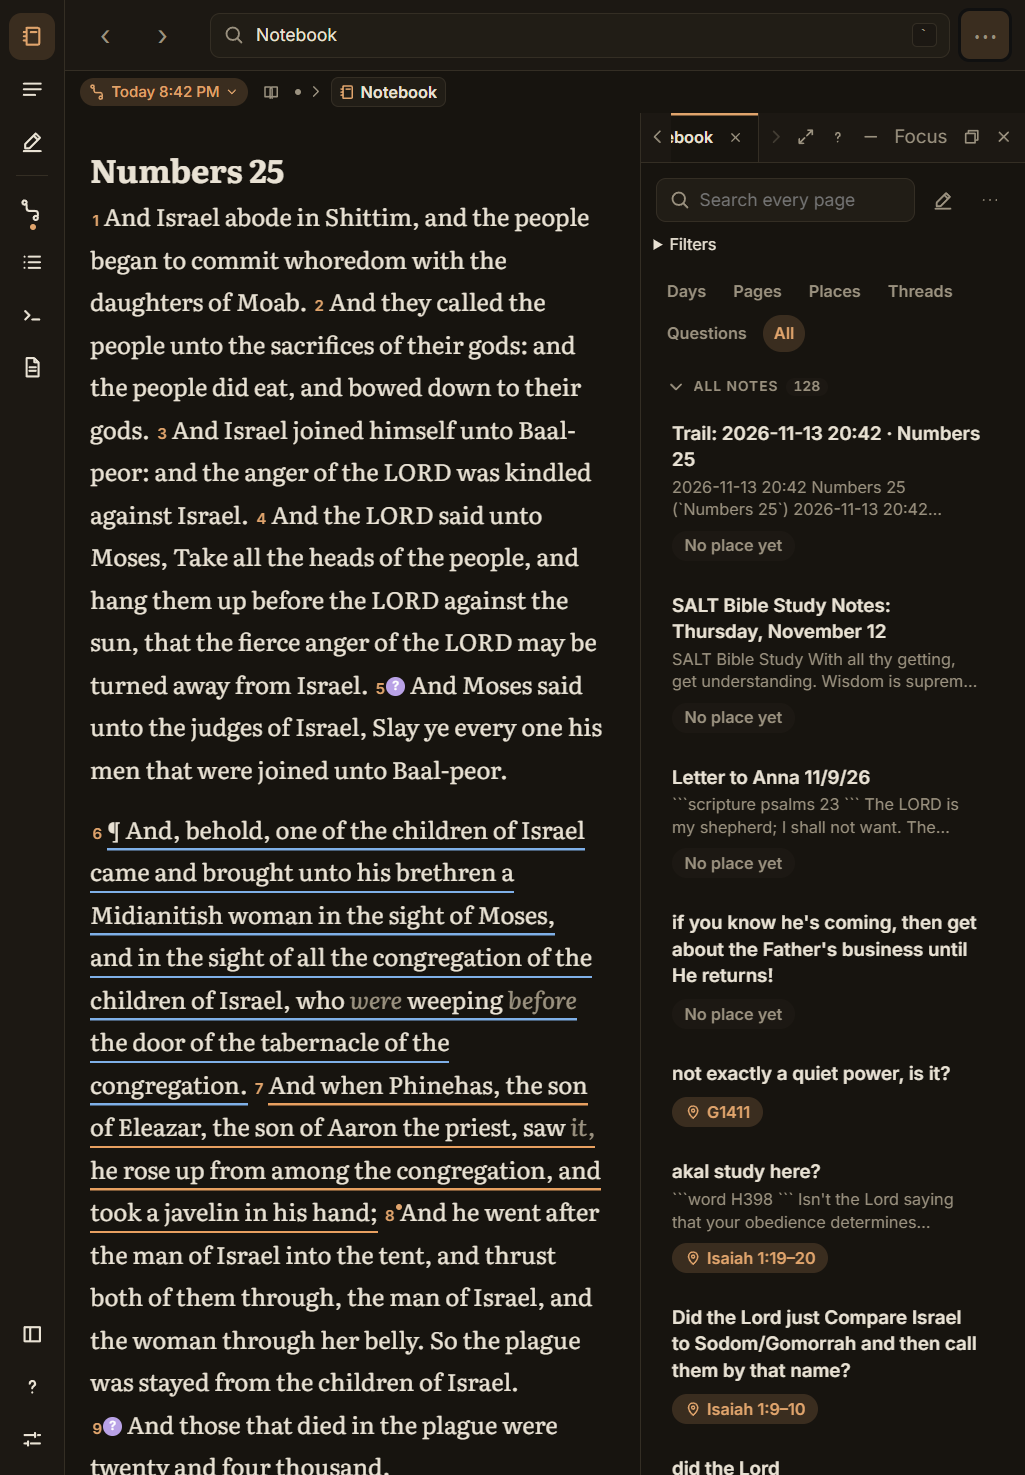 Notebook
`
Today 8:42 PM
Notebook
Numbers 25
1 And Israel abode in Shittim, and the people
began to commit whoredom with the
daughters of Moab. 2 And they called the
people unto the sacrifices of their gods: and
the people did eat, and bowed down to their
gods. 3 And Israel joined himself unto Baal-
peor: and the anger of the LORD was kindled
against Israel. 4 And the LORD said unto
Moses, Take all the heads of the people, and
hang them up before the LORD against the
sun, that the fierce anger of the LORD may be
turned away from Israel. 5 ? And Moses said
unto the judges of Israel, Slay ye every one his
men that were joined unto Baal-peor.
6 ¶ And, behold, one of the children of Israel
came and brought unto his brethren a
Midianitish woman in the sight of Moses,
and in the sight of all the congregation of the
children of Israel, who were weeping before
the door of the tabernacle of the
congregation. 7 And when Phinehas, the son
of Eleazar, the son of Aaron the priest, saw it,
he rose up from among the congregation, and
took a javelin in his hand; 8 And he went after
the man of Israel into the tent, and thrust
both of them through, the man of Israel, and
the woman through her belly. So the plague
was stayed from the children of Israel.
9 ? And those that died in the plague were
twenty and four thousand.
ebook
?
Focus
Search every page
Filters
Days Pages Places Threads
Questions All
ALL NOTES 128
Trail: 2026-11-13 20:42 · Numbers
25
2026-11-13 20:42 Numbers 25
(`Numbers 25`) 2026-11-13 20:42...
No place yet
SALT Bible Study Notes:
Thursday, November 12
SALT Bible Study With all thy getting,
get understanding. Wisdom is suprem...
No place yet
Letter to Anna 11/9/26
```scripture psalms 23 ``` The LORD is
my shepherd; I shall not want. The...
No place yet
if you know he's coming, then get
about the Father's business until
He returns!
No place yet
not exactly a quiet power, is it?
G1411
akal study here?
```word H398 ``` Isn't the Lord saying
that your obedience determines...
Isaiah 1:19–20
Did the Lord just Compare Israel
to Sodom/Gomorrah and then call
them by that name?
Isaiah 1:9–10
did the Lord
?